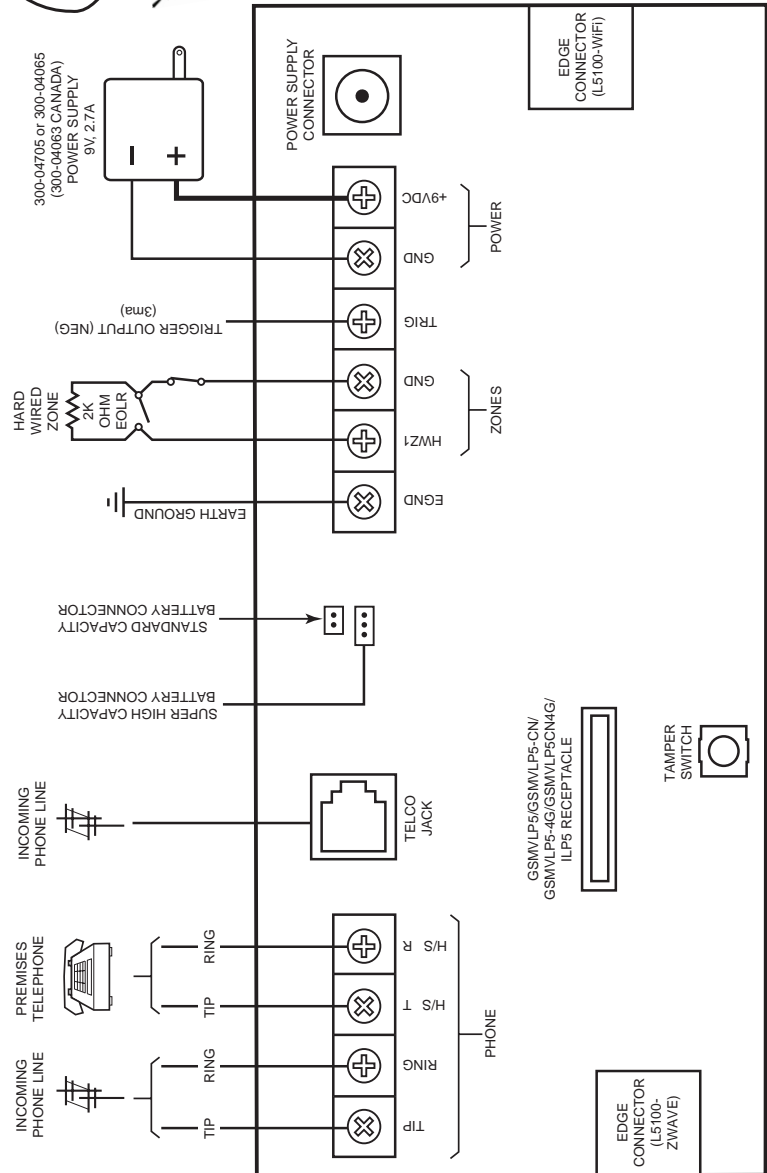 300-04705 or 300-04065
(300-04063 CANADA)
POWER SUPPLY
9V, 2.7A
POWER SUPPLY
CONNECTOR
EDGE
CONNECTOR
(L5100-WiFi)
+9VDC
GND
POWER
TRIGGER OUTPUT (NEG)
(3ma)
TRIG
HARD
WIRED
ZONE
2K
OHM
EOLR
GND
HWZ1
ZONES
EARTH GROUND
EGND
STANDARD CAPACITY
BATTERY CONNECTOR
SUPER HIGH CAPACITY
BATTERY CONNECTOR
INCOMING
PHONE LINE
TELCO
JACK
GSMVLP5/GSMVLP5-CN/
GSMVLP5-4G/GSMVLP5CN4G/
ILP5 RECEPTACLE
TAMPER
SWITCH
PREMISES
TELEPHONE
RING
TIP
H/S R
H/S T
INCOMING
PHONE LINE
RING
TIP
RING
TIP
PHONE
EDGE
CONNECTOR
(L5100-
ZWAVE)